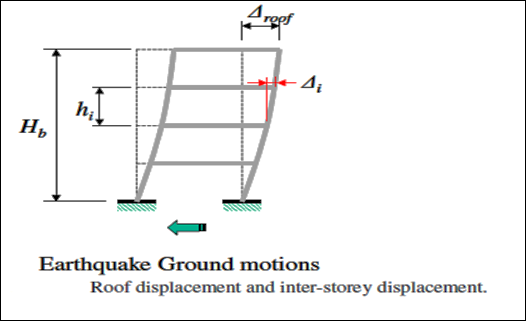 Δroof
Δi
hi
Hb
Earthquake Ground motions
Roof displacement and inter-storey displacement.